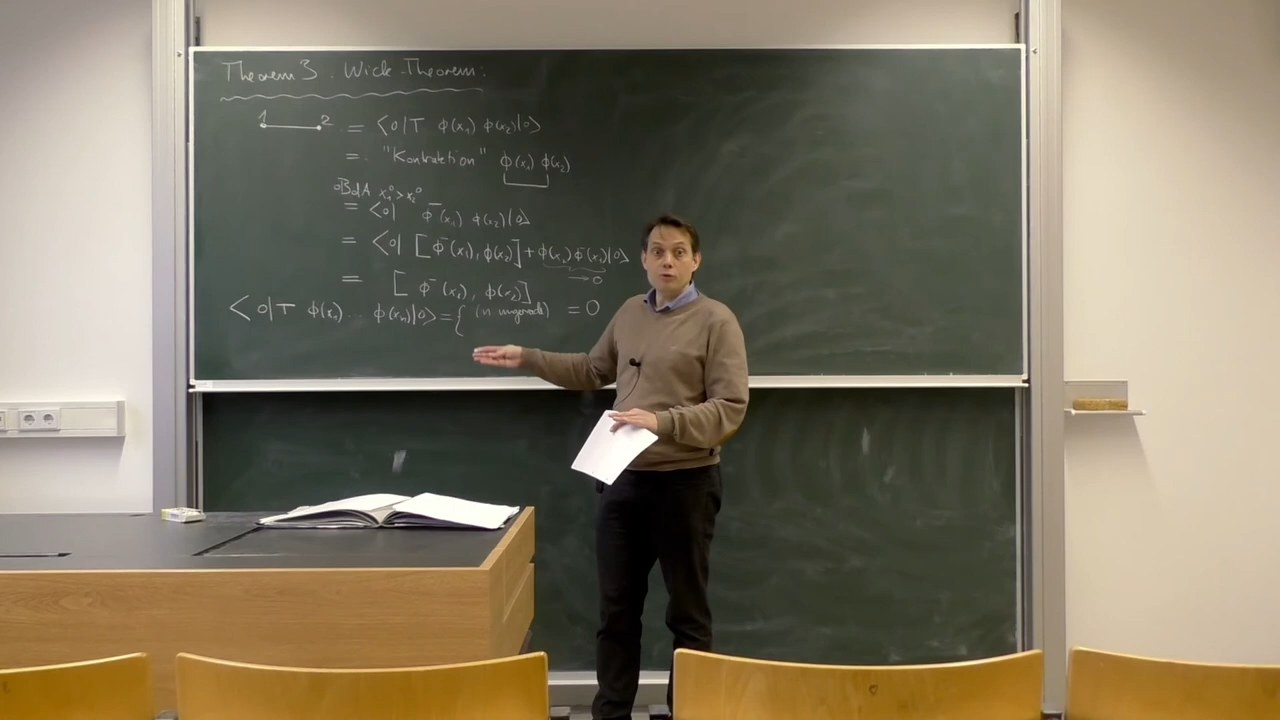 Theorem 3. Wick-Theorem:
1 2 = <0|T ϕ(x₁) ϕ(x₂)|0>
=: "Kontraktion" ϕ(x₁) ϕ(x₂)
oBdA x₁⁰ > x₂⁰
= <0| ϕ⁻(x₁) ϕ(x₂)|0>
= <0| [ϕ⁻(x₁), ϕ(x₂)] + ϕ(x₂) ϕ⁻(x₁)|0>
→ 0
= [ϕ⁻(x₁), ϕ(x₂)]
<0|T ϕ(x₁) ... ϕ(xₙ)|0> = { (n ungerade) = 0